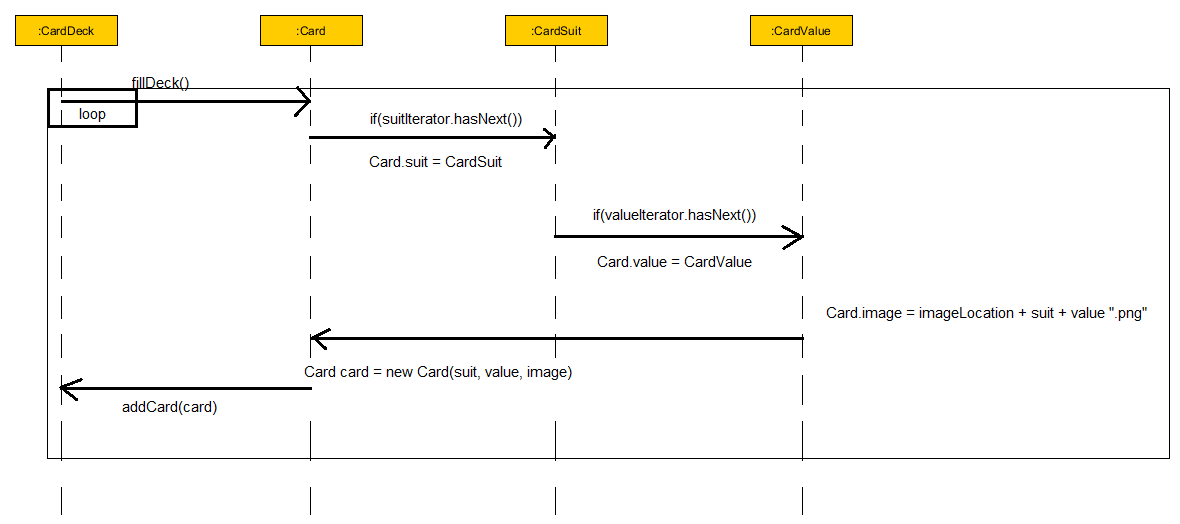 :CardDeck
:Card
:CardSuit
:CardValue
fillDeck()
loop
if(suitIterator.hasNext())
Card.suit = CardSuit
if(valueIterator.hasNext())
Card.value = CardValue
Card.image = imageLocation + suit + value ".png"
Card card = new Card(suit, value, image)
addCard(card)